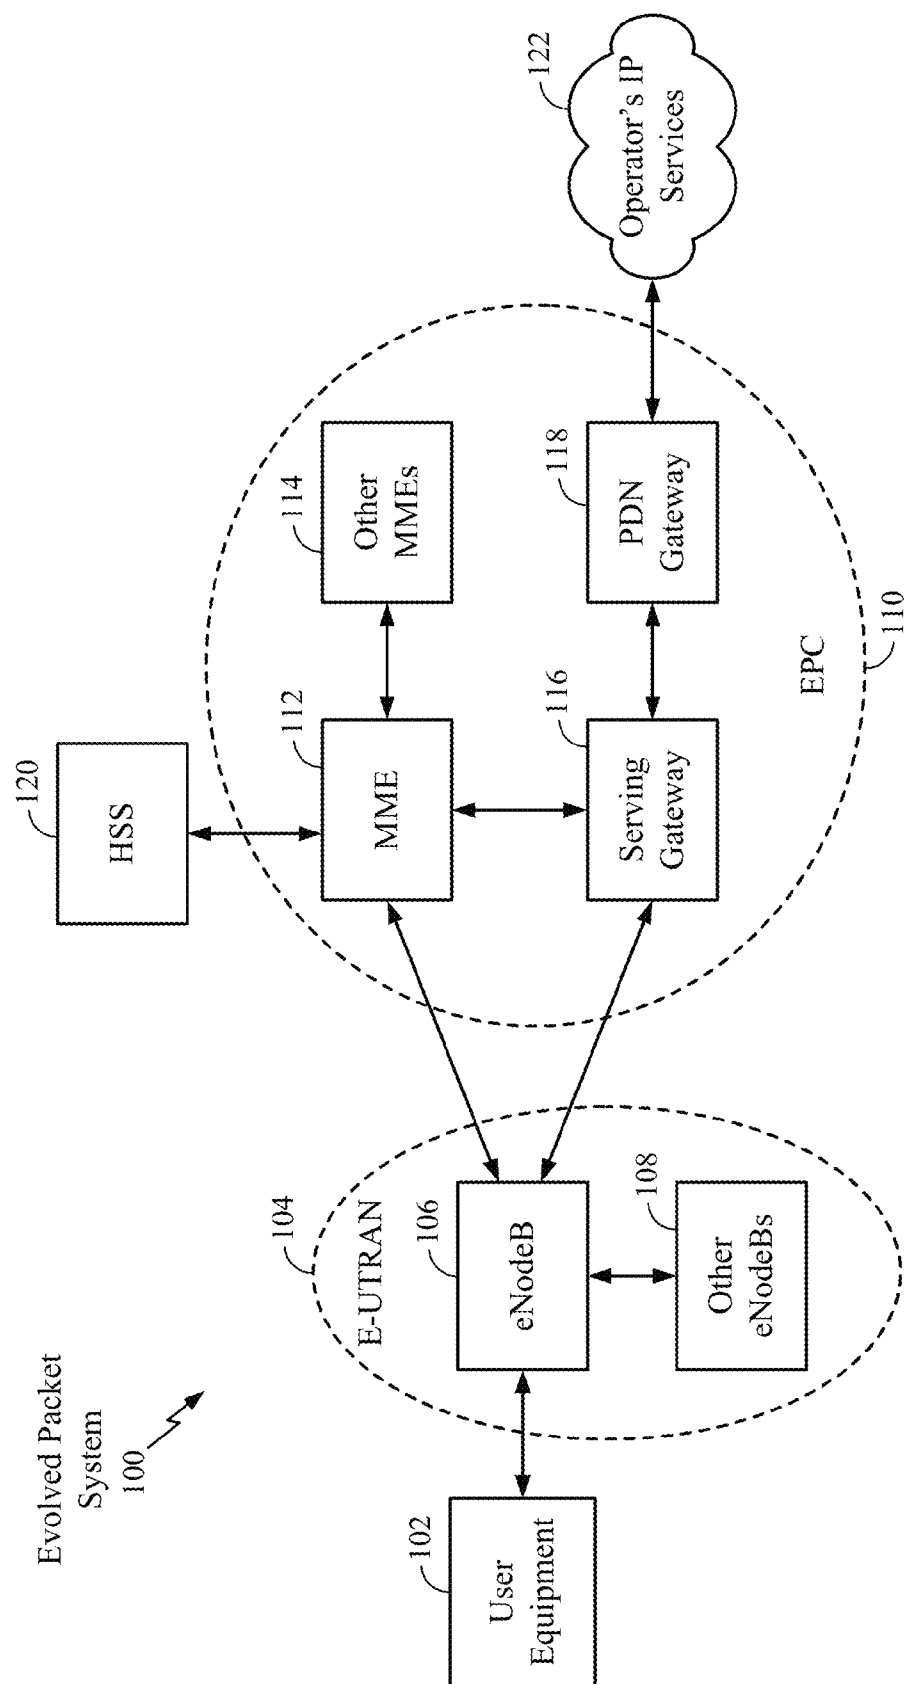 Evolved Packet
System
100
120
HSS
104
E-UTRAN
102
User
Equipment
106
eNodeB
108
Other
eNodeBs
112
MME
114
Other
MMEs
116
Serving
Gateway
118
PDN
Gateway
EPC
110
122
Operator's IP
Services